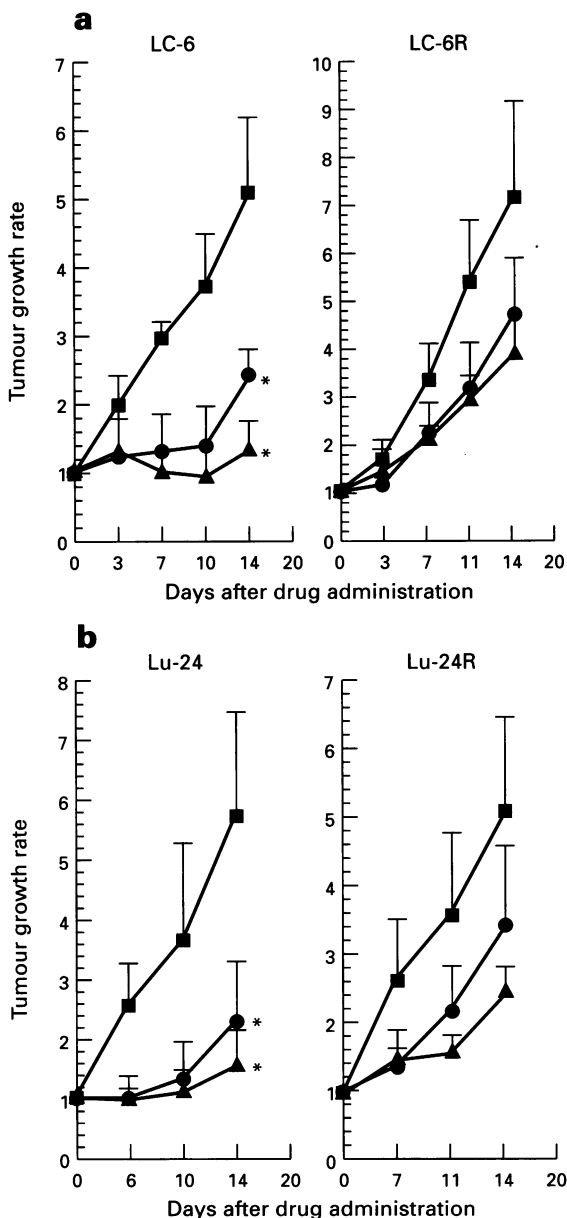 a
LC-6
LC-6R
Tumour growth rate
7
6
5
4
3
2
1
0
0 3 7 10 14 20
*
*
10
9
8
7
6
5
4
3
2
1
0
0 3 7 11 14 20
Days after drug administration
b
Lu-24
Lu-24R
Tumour growth rate
8
7
6
5
4
3
2
1
0
0 6 10 14 20
*
*
7
6
5
4
3
2
1
0
0 7 11 14 20
Days after drug administration